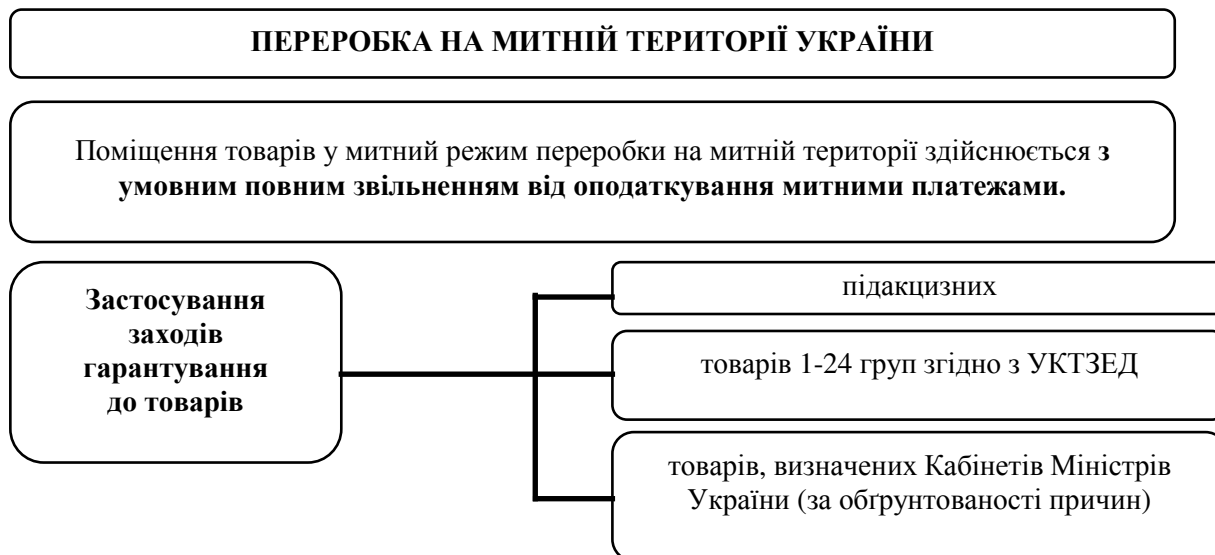 ПЕРЕРОБКА НА МИТНІЙ ТЕРИТОРІЇ УКРАЇНИ
Поміщення товарів у митний режим переробки на митній території здійснюється з
умовним повним звільненням від оподаткування митними платежами.
Застосування
заходів
гарантування
до товарів
підакцизних
товарів 1-24 груп згідно з УКТЗЕД
товарів, визначених Кабінетів Міністрів
України (за обґрунтованості причин)